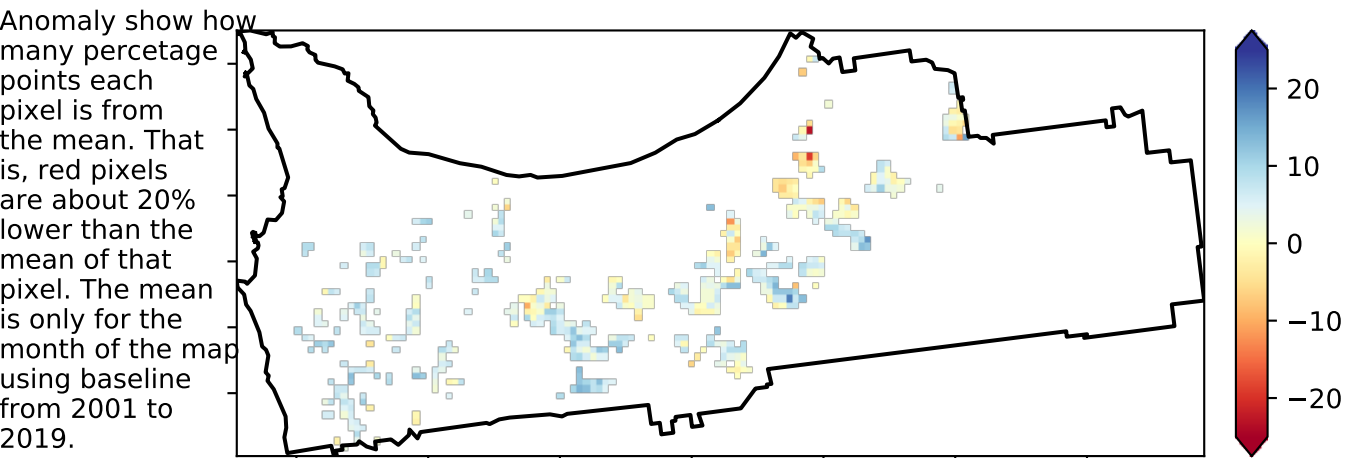 Anomaly show how
many percetage
points each
pixel is from
the mean. That
is, red pixels
are about 20%
lower than the
mean of that
pixel. The mean
is only for the
month of the map
using baseline
from 2001 to
2019.
20
10
0
−10
−20